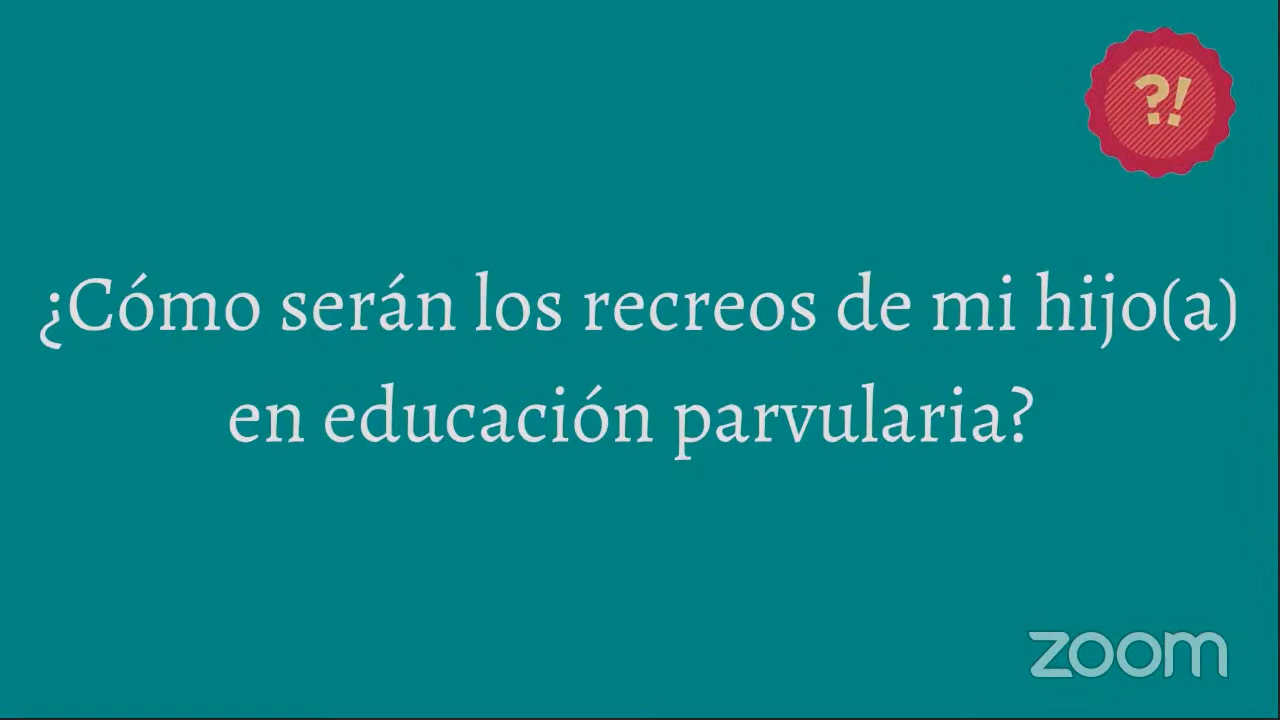 ?!
¿Cómo serán los recreos de mi hijo(a)
en educación parvularia?
zoom